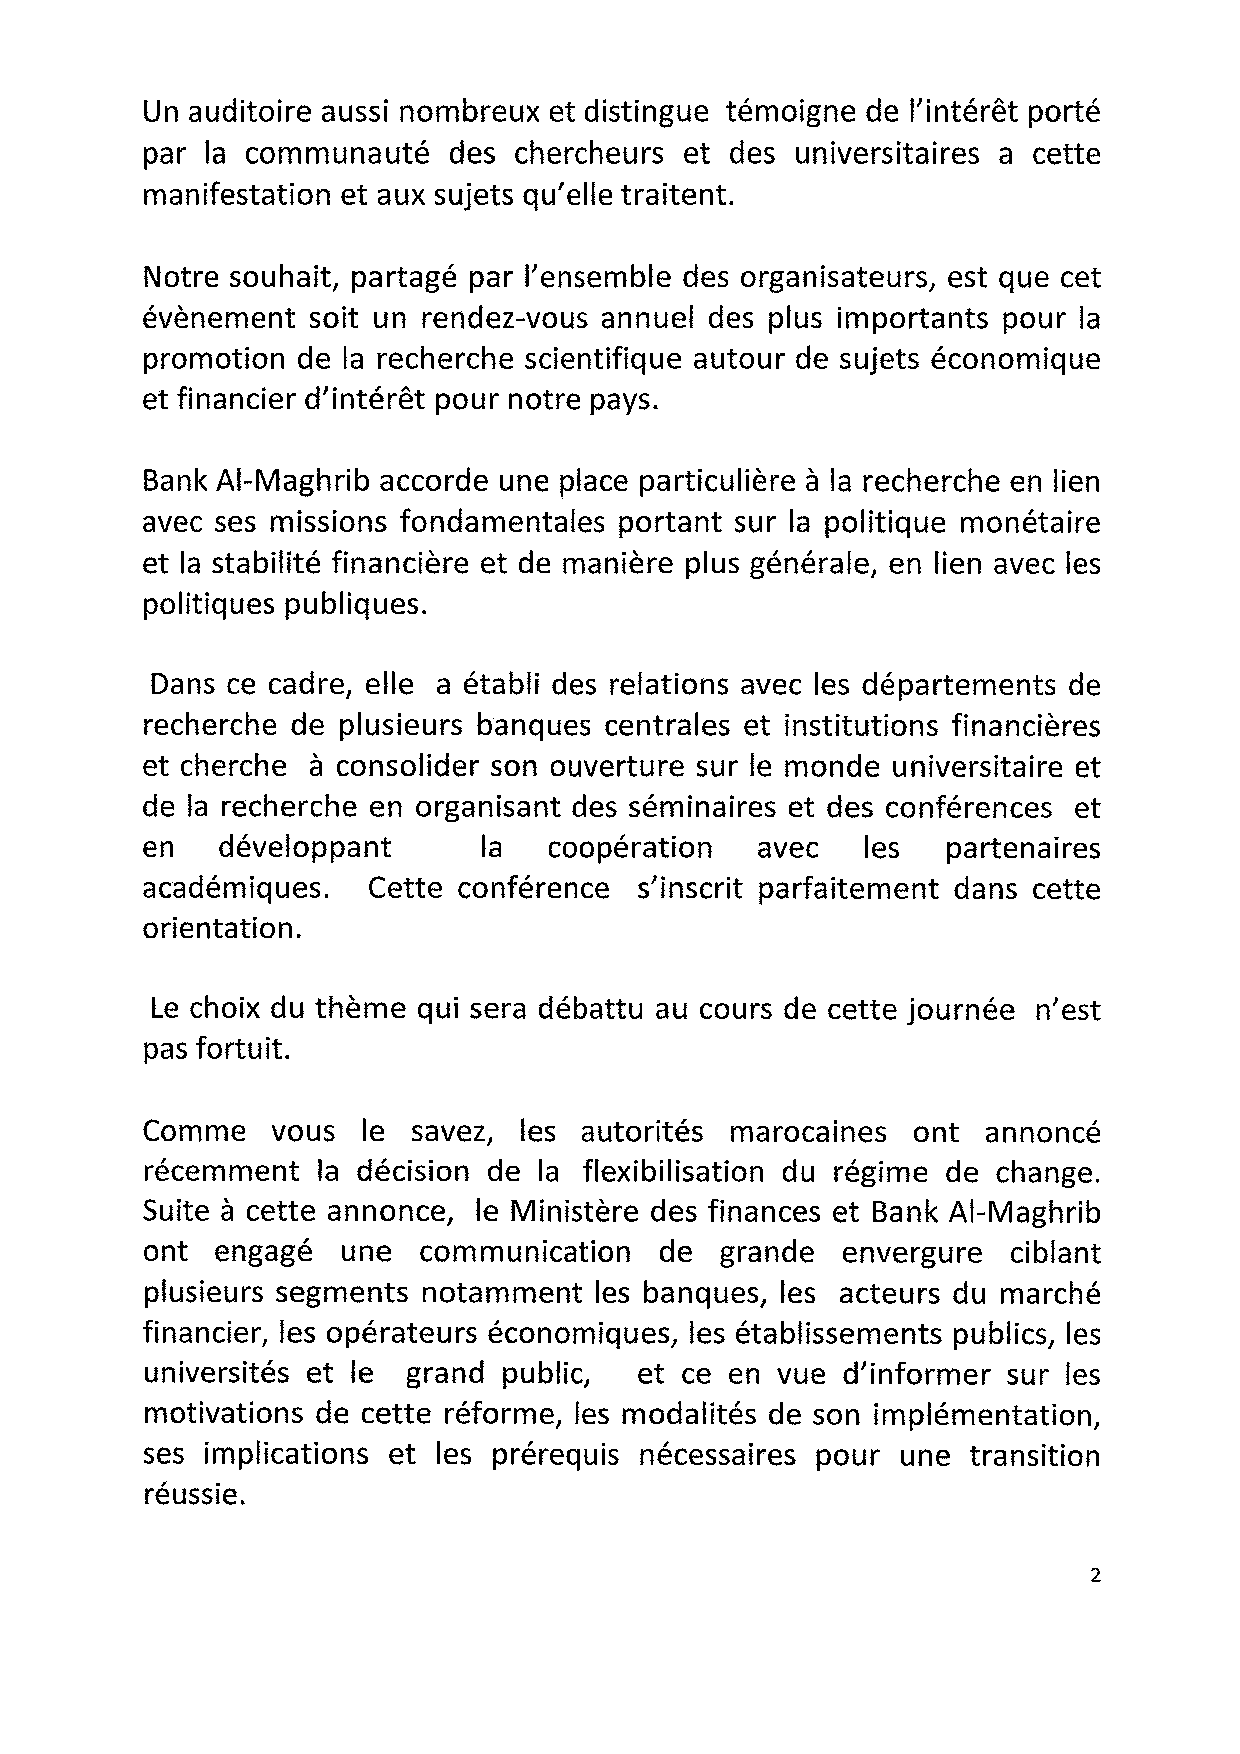 Un auditoire aussi nombreux et distingue témoigne de l'intérêt porté
par la communauté des chercheurs et des universitaires a cette
manifestation et aux sujets qu'elle traitent.
Notre souhait, partagé par l'ensemble des organisateurs, est que cet
évènement soit un rendez-vous annuel des plus importants pour la
promotion de la recherche scientifique autour de sujets économique
et financier d'intérêt pour notre pays.
Bank Al-Maghrib accorde une place particulière à la recherche en lien
avec ses missions fondamentales portant sur la politique monétaire
et la stabilité financière et de manière plus générale, en lien avec les
politiques publiques.
Dans ce cadre, elle a établi des relations avec les départements de
recherche de plusieurs banques centrales et institutions financières
et cherche à consolider son ouverture sur le monde universitaire et
de la recherche en organisant des séminaires et des conférences et
en développant la coopération avec les partenaires
académiques. Cette conférence s'inscrit parfaitement dans cette
orientation.
Le choix du thème qui sera débattu au cours de cette journée n'est
pas fortuit.
Comme vous le savez, les autorités marocaines ont annoncé
récemment la décision de la flexibilisation du régime de change.
Suite à cette annonce, le Ministère des finances et Bank Al-Maghrib
ont engagé une communication de grande envergure ciblant
plusieurs segments notamment les banques, les acteurs du marché
financier, les opérateurs économiques, les établissements publics, les
universités et le grand public, et ce en vue d'informer sur les
motivations de cette réforme, les modalités de son implémentation,
ses implications et les prérequis nécessaires pour une transition
réussie.
2